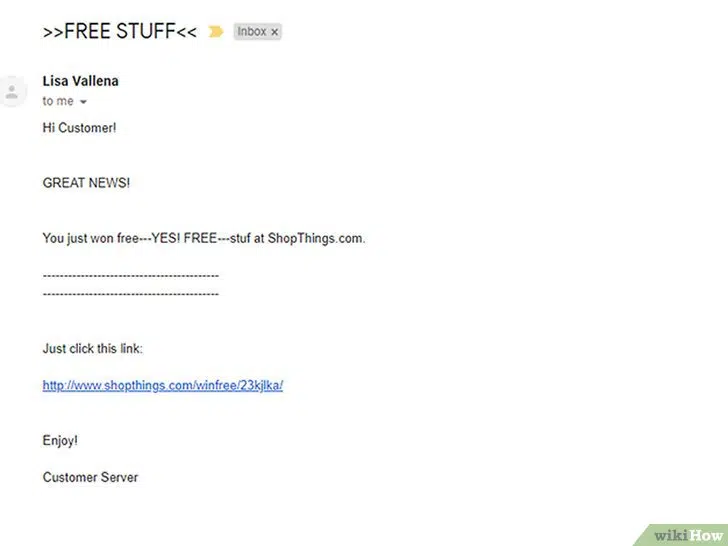 >>FREE STUFF<<
Inbox x
Lisa Vallena
to me
Hi Customer!
GREAT NEWS!
You just won free---YES! FREE---stuf at ShopThings.com.
------------------------------------------
------------------------------------------
Just click this link:
http://www.shopthings.com/winfree/23kjlka/
Enjoy!
Customer Server
wikiHow